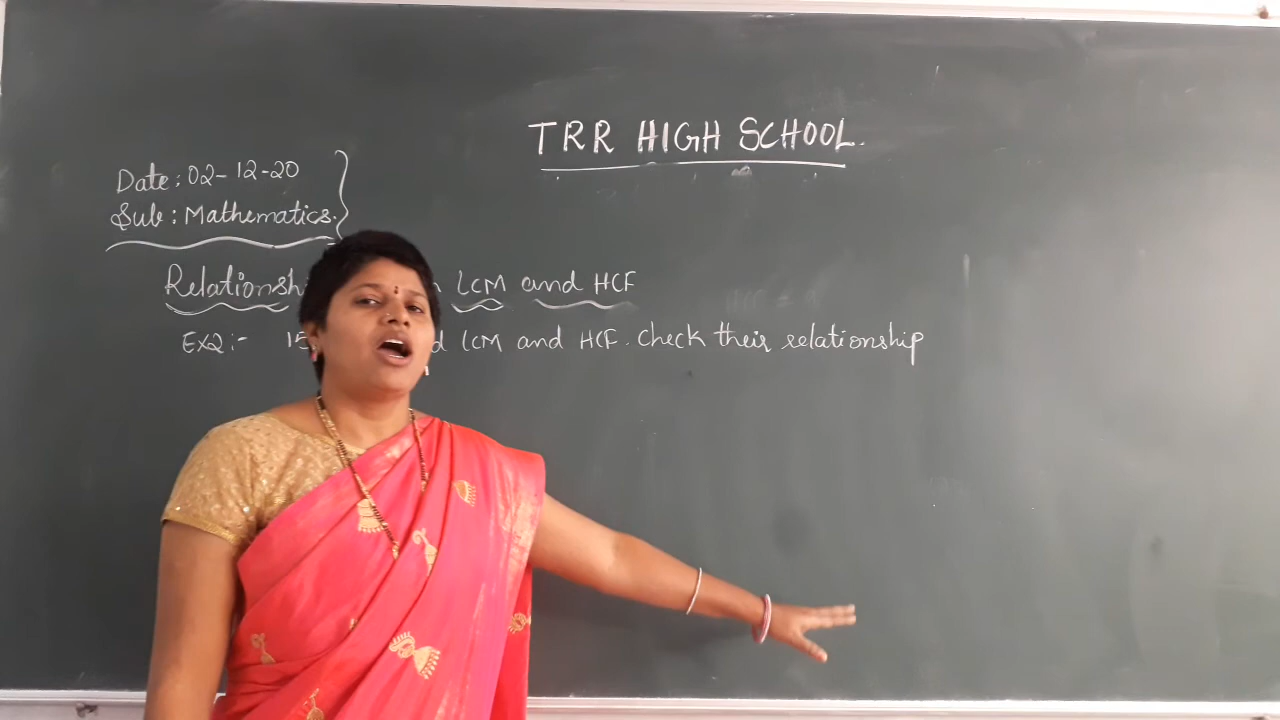 TRR HIGH SCHOOL.
Date: 02-12-20
Sub: Mathematics.
LCM and HCF
EX2:- LCM and HCF. Check their relationship